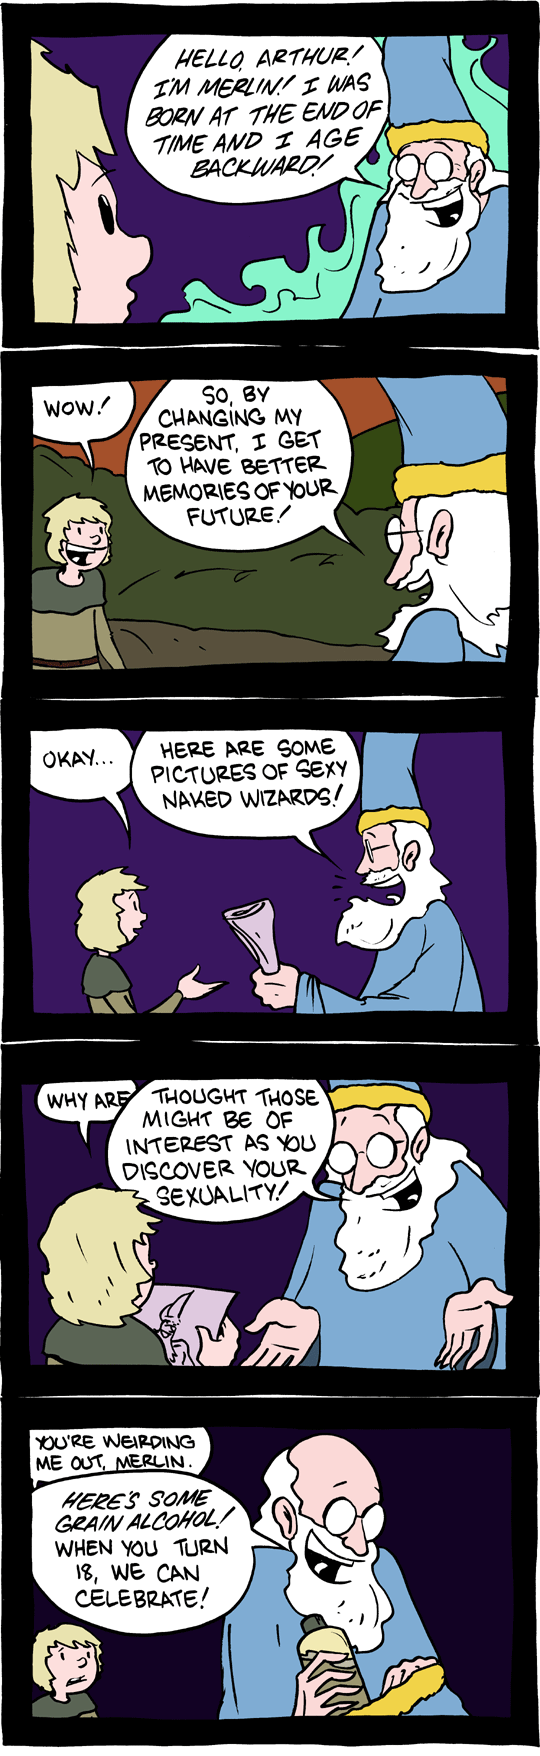 HELLO, ARTHUR!
I'M MERLIN! I WAS
BORN AT THE END OF
TIME AND I AGE
BACKWARD!
WOW!
SO, BY
CHANGING MY
PRESENT, I GET
TO HAVE BETTER
MEMORIES OF YOUR
FUTURE!
OKAY...
HERE ARE SOME
PICTURES OF SEXY
NAKED WIZARDS!
WHY ARE
THOUGHT THOSE
MIGHT BE OF
INTEREST AS YOU
DISCOVER YOUR
SEXUALITY!
YOU'RE WEIRDING
ME OUT, MERLIN.
HERE'S SOME
GRAIN ALCOHOL!
WHEN YOU TURN
18, WE CAN
CELEBRATE!